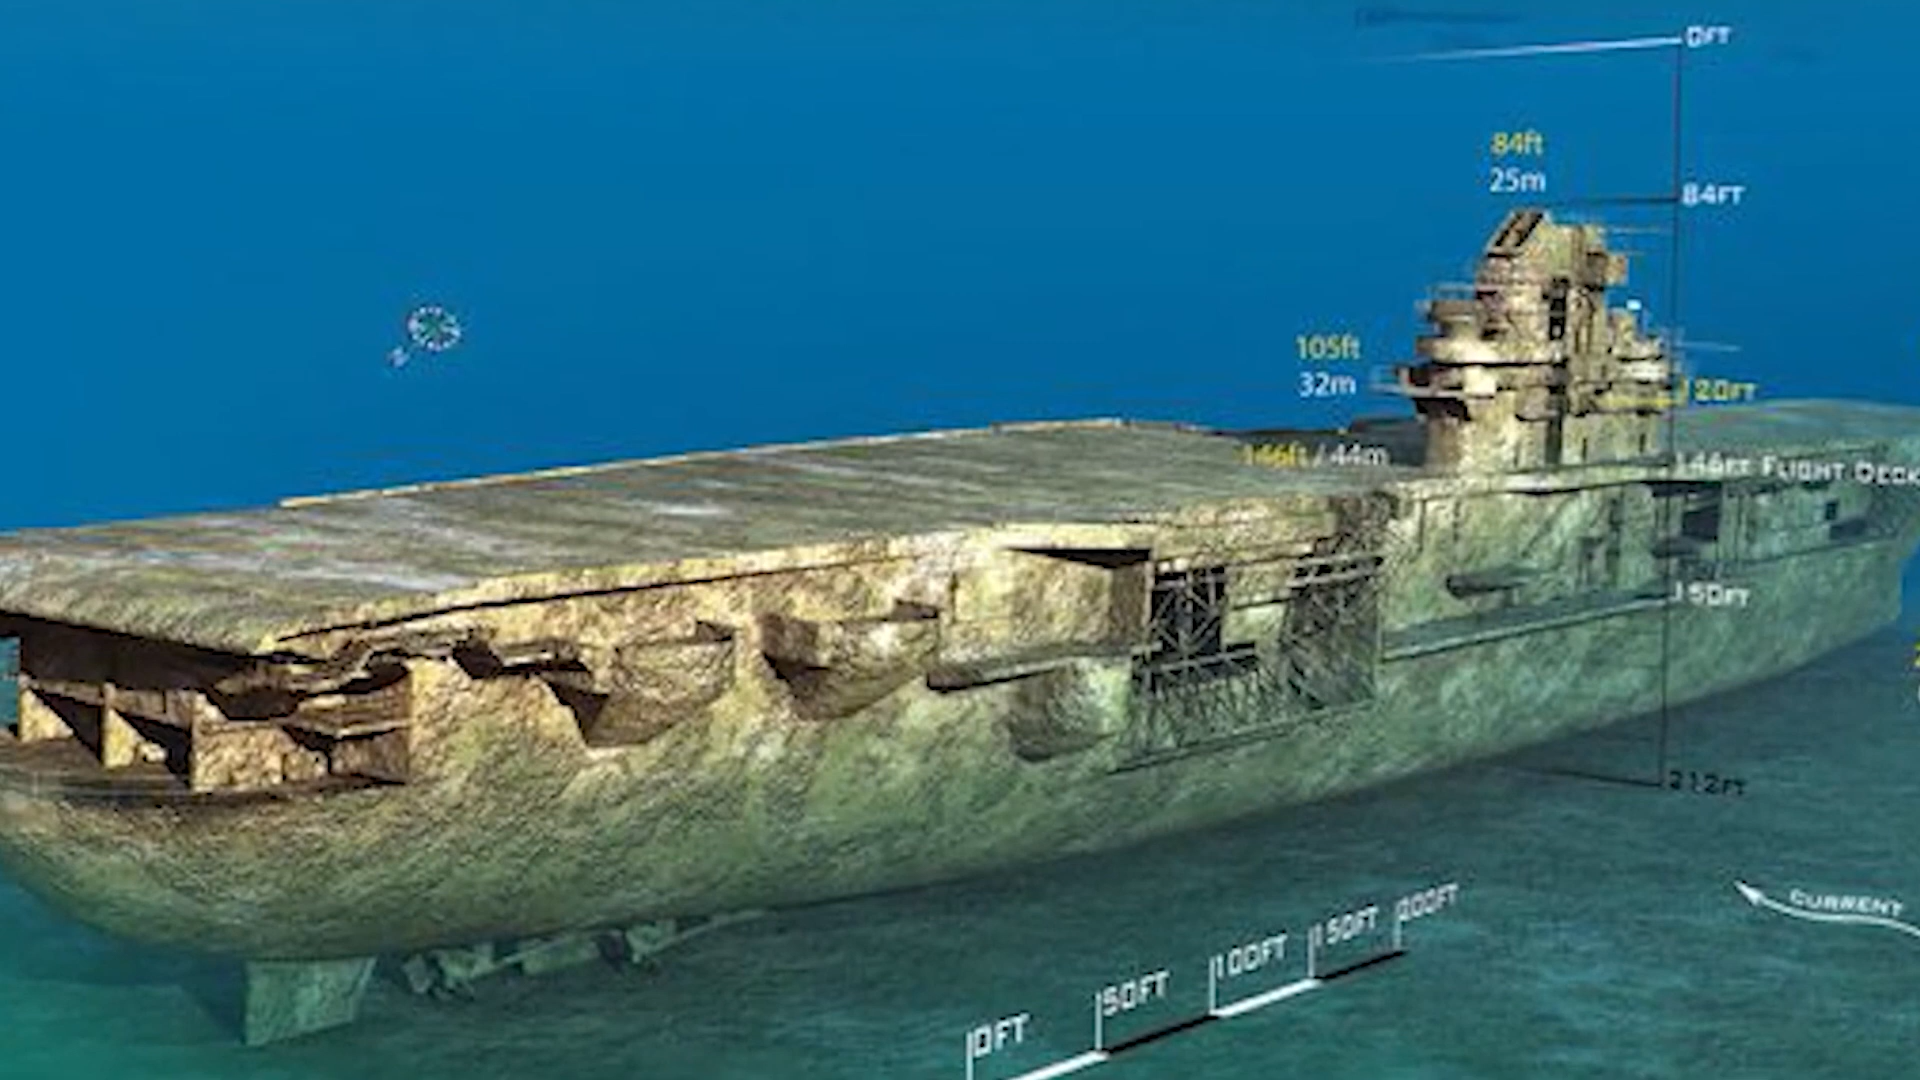 0FT
84ft
25m
84FT
105ft
32m
120FT
146ft / 44m
146FT FLIGHT DECK
150FT
212FT
CURRENT
0FT
50FT
100FT
150FT
200FT